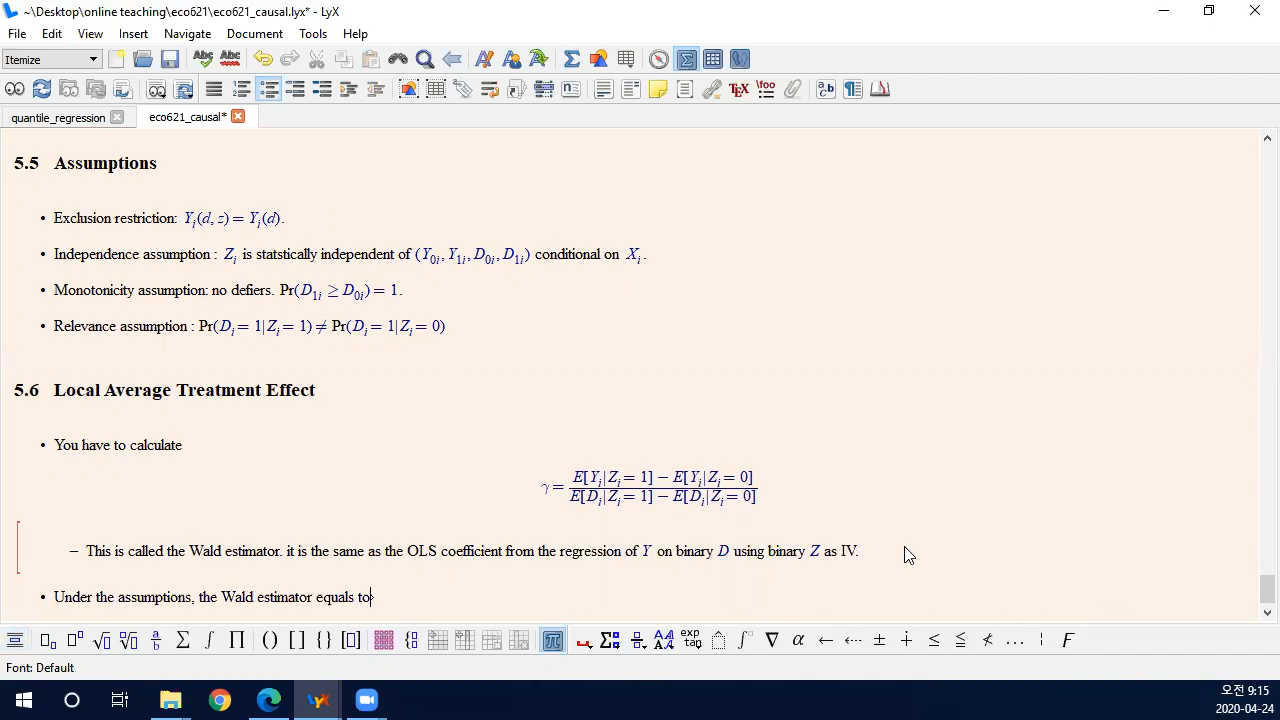 ~\Desktop\online teaching\eco621\eco621_causal.lyx* - LyX
File Edit View Insert Navigate Document Tools Help
Itemize
quantile_regression eco621_causal*
5.5 Assumptions
• Exclusion restriction: Y_i(d, z) = Y_i(d).
• Independence assumption : Z_i is statstically independent of (Y_{0i}, Y_{1i}, D_{0i}, D_{1i}) conditional on X_i.
• Monotonicity assumption: no defiers. Pr(D_{1i} ≥ D_{0i}) = 1.
• Relevance assumption : Pr(D_i = 1|Z_i = 1) ≠ Pr(D_i = 1|Z_i = 0)
5.6 Local Average Treatment Effect
• You have to calculate
γ = \frac{E[Y_i|Z_i = 1] − E[Y_i|Z_i = 0]}{E[D_i|Z_i = 1] − E[D_i|Z_i = 0]}
– This is called the Wald estimator. it is the same as the OLS coefficient from the regression of Y on binary D using binary Z as IV.
• Under the assumptions, the Wald estimator equals to
Font: Default
오전 9:15
2020-04-24